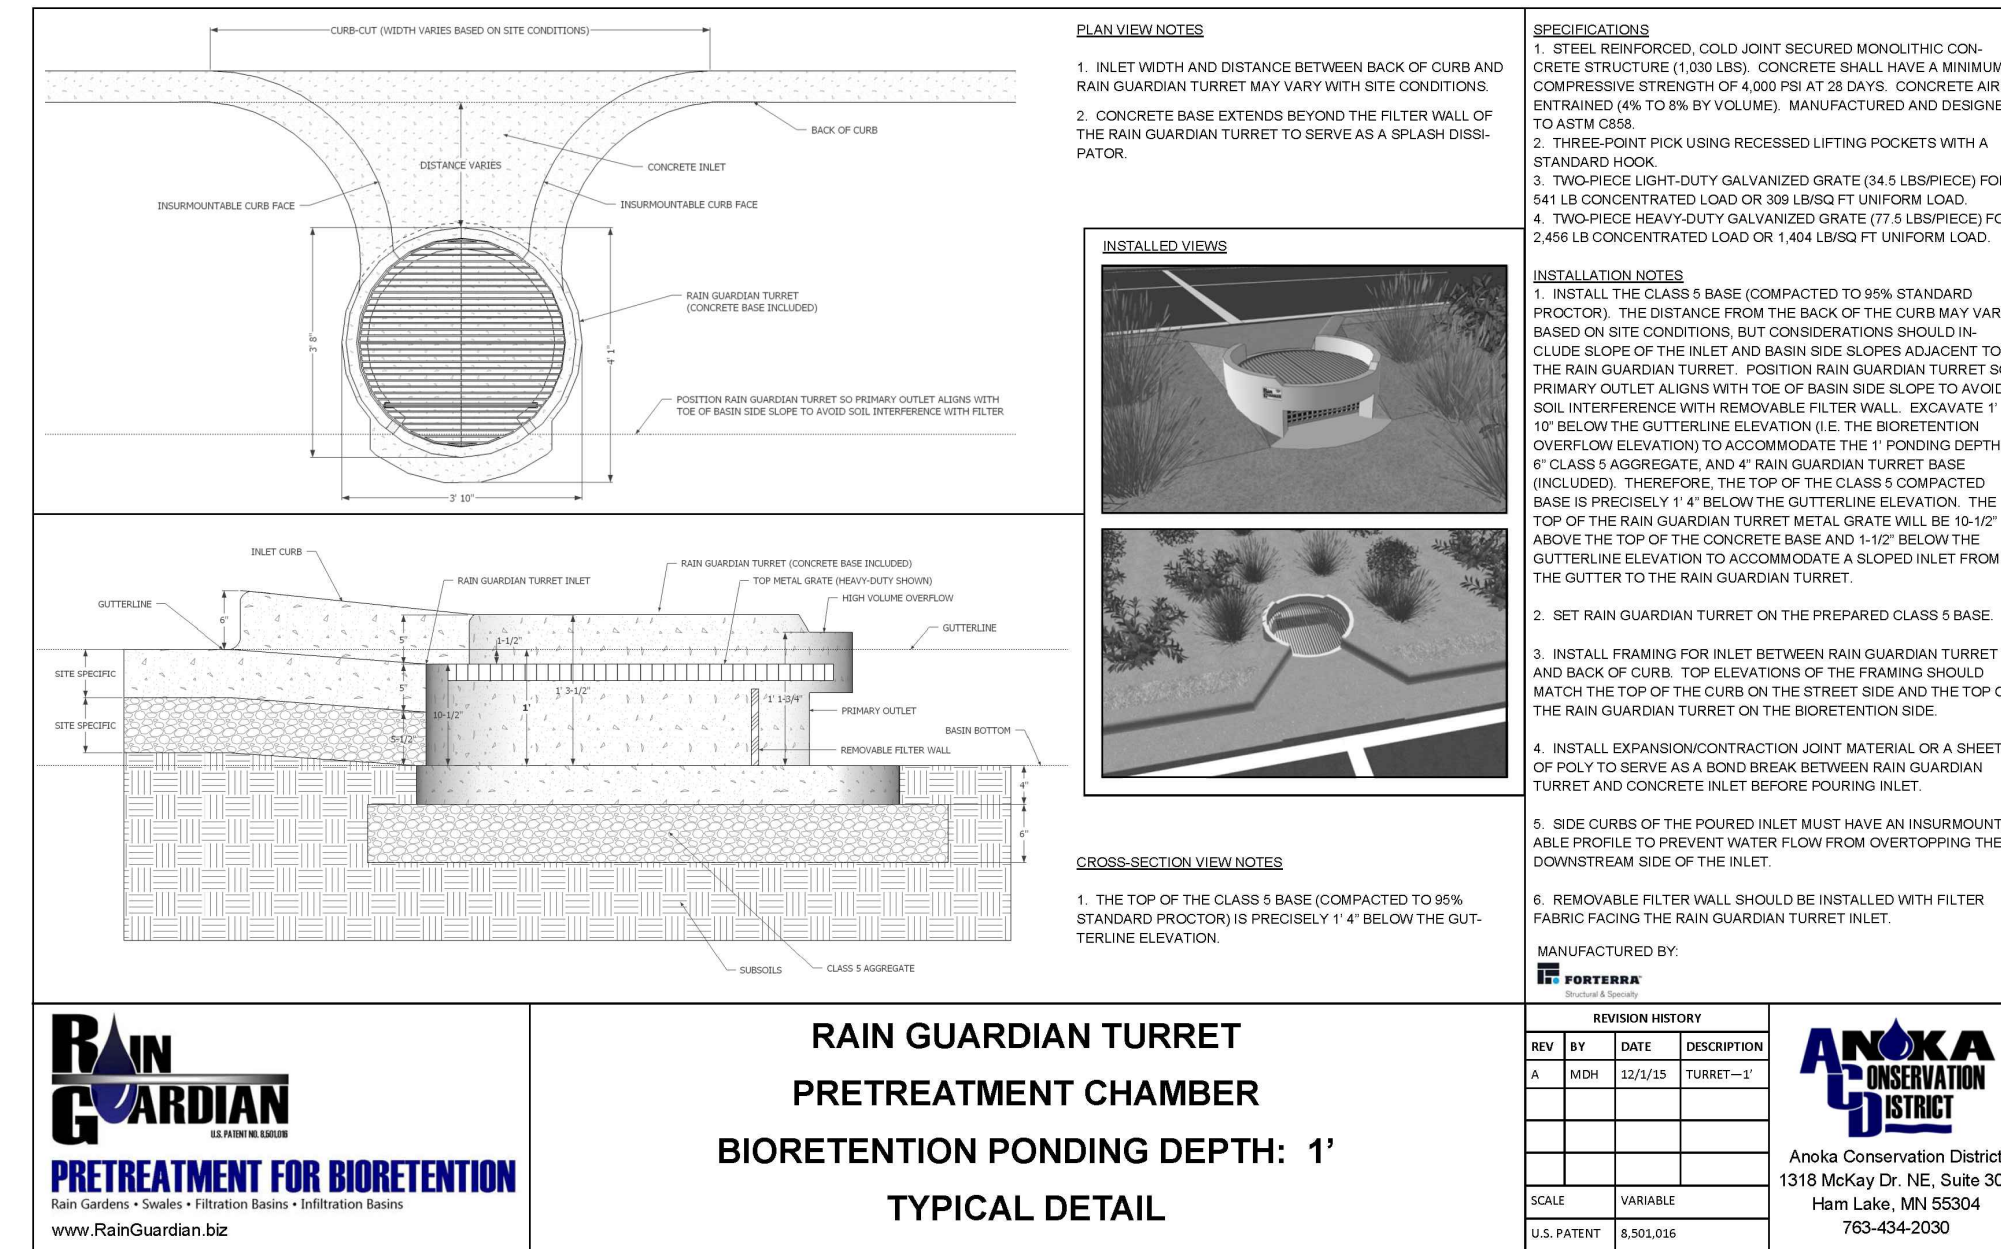 CURB-CUT (WIDTH VARIES BASED ON SITE CONDITIONS)
BACK OF CURB
DISTANCE VARIES
CONCRETE INLET
INSURMOUNTABLE CURB FACE
INSURMOUNTABLE CURB FACE
RAIN GUARDIAN TURRET
(CONCRETE BASE INCLUDED)
3' 8"
4' 1"
POSITION RAIN GUARDIAN TURRET SO PRIMARY OUTLET ALIGNS WITH
TOE OF BASIN SIDE SLOPE TO AVOID SOIL INTERFERENCE WITH FILTER
3' 10"
INLET CURB
RAIN GUARDIAN TURRET (CONCRETE BASE INCLUDED)
RAIN GUARDIAN TURRET INLET
TOP METAL GRATE (HEAVY-DUTY SHOWN)
HIGH VOLUME OVERFLOW
GUTTERLINE
GUTTERLINE
6"
5"
1-1/2"
SITE SPECIFIC
5"
1' 3-1/2"
1' 1-3/4"
10-1/2"
1'
PRIMARY OUTLET
SITE SPECIFIC
BASIN BOTTOM
5-1/2"
REMOVABLE FILTER WALL
4"
6"
SUBSOILS
CLASS 5 AGGREGATE
PLAN VIEW NOTES
1. INLET WIDTH AND DISTANCE BETWEEN BACK OF CURB AND
RAIN GUARDIAN TURRET MAY VARY WITH SITE CONDITIONS.
2. CONCRETE BASE EXTENDS BEYOND THE FILTER WALL OF
THE RAIN GUARDIAN TURRET TO SERVE AS A SPLASH DISSI-
PATOR.
INSTALLED VIEWS
CROSS-SECTION VIEW NOTES
1. THE TOP OF THE CLASS 5 BASE (COMPACTED TO 95%
STANDARD PROCTOR) IS PRECISELY 1' 4" BELOW THE GUT-
TERLINE ELEVATION.
SPECIFICATIONS
1. STEEL REINFORCED, COLD JOINT SECURED MONOLITHIC CON-
CRETE STRUCTURE (1,030 LBS). CONCRETE SHALL HAVE A MINIMUM
COMPRESSIVE STRENGTH OF 4,000 PSI AT 28 DAYS. CONCRETE AIR
ENTRAINED (4% TO 8% BY VOLUME). MANUFACTURED AND DESIGNE
TO ASTM C858.
2. THREE-POINT PICK USING RECESSED LIFTING POCKETS WITH A
STANDARD HOOK.
3. TWO-PIECE LIGHT-DUTY GALVANIZED GRATE (34.5 LBS/PIECE) FO
541 LB CONCENTRATED LOAD OR 309 LB/SQ FT UNIFORM LOAD.
4. TWO-PIECE HEAVY-DUTY GALVANIZED GRATE (77.5 LBS/PIECE) FO
2,456 LB CONCENTRATED LOAD OR 1,404 LB/SQ FT UNIFORM LOAD.
INSTALLATION NOTES
1. INSTALL THE CLASS 5 BASE (COMPACTED TO 95% STANDARD
PROCTOR). THE DISTANCE FROM THE BACK OF THE CURB MAY VAR
BASED ON SITE CONDITIONS, BUT CONSIDERATIONS SHOULD IN-
CLUDE SLOPE OF THE INLET AND BASIN SIDE SLOPES ADJACENT TO
THE RAIN GUARDIAN TURRET. POSITION RAIN GUARDIAN TURRET SO
PRIMARY OUTLET ALIGNS WITH TOE OF BASIN SIDE SLOPE TO AVOID
SOIL INTERFERENCE WITH REMOVABLE FILTER WALL. EXCAVATE 1'
10" BELOW THE GUTTERLINE ELEVATION (I.E. THE BIORETENTION
OVERFLOW ELEVATION) TO ACCOMMODATE THE 1' PONDING DEPTH
6" CLASS 5 AGGREGATE, AND 4" RAIN GUARDIAN TURRET BASE
(INCLUDED). THEREFORE, THE TOP OF THE CLASS 5 COMPACTED
BASE IS PRECISELY 1' 4" BELOW THE GUTTERLINE ELEVATION. THE
TOP OF THE RAIN GUARDIAN TURRET METAL GRATE WILL BE 10-1/2"
ABOVE THE TOP OF THE CONCRETE BASE AND 1-1/2" BELOW THE
GUTTERLINE ELEVATION TO ACCOMMODATE A SLOPED INLET FROM
THE GUTTER TO THE RAIN GUARDIAN TURRET.
2. SET RAIN GUARDIAN TURRET ON THE PREPARED CLASS 5 BASE.
3. INSTALL FRAMING FOR INLET BETWEEN RAIN GUARDIAN TURRET
AND BACK OF CURB. TOP ELEVATIONS OF THE FRAMING SHOULD
MATCH THE TOP OF THE CURB ON THE STREET SIDE AND THE TOP O
THE RAIN GUARDIAN TURRET ON THE BIORETENTION SIDE.
4. INSTALL EXPANSION/CONTRACTION JOINT MATERIAL OR A SHEET
OF POLY TO SERVE AS A BOND BREAK BETWEEN RAIN GUARDIAN
TURRET AND CONCRETE INLET BEFORE POURING INLET.
5. SIDE CURBS OF THE POURED INLET MUST HAVE AN INSURMOUNT
ABLE PROFILE TO PREVENT WATER FLOW FROM OVERTOPPING THE
DOWNSTREAM SIDE OF THE INLET.
6. REMOVABLE FILTER WALL SHOULD BE INSTALLED WITH FILTER
FABRIC FACING THE RAIN GUARDIAN TURRET INLET.
MANUFACTURED BY:
FORTERRA
Structural & Specialty
RAIN
GUARDIAN
U.S. PATENT NO. 8,501,016
PRETREATMENT FOR BIORETENTION
Rain Gardens • Swales • Filtration Basins • Infiltration Basins
www.RainGuardian.biz
RAIN GUARDIAN TURRET
PRETREATMENT CHAMBER
BIORETENTION PONDING DEPTH: 1'
TYPICAL DETAIL
REVISION HISTORY
REV BY DATE DESCRIPTION
A MDH 12/1/15 TURRET—1'
SCALE VARIABLE
U.S. PATENT 8,501,016
ANOKA
CONSERVATION
DISTRICT
Anoka Conservation District
1318 McKay Dr. NE, Suite 30
Ham Lake, MN 55304
763-434-2030